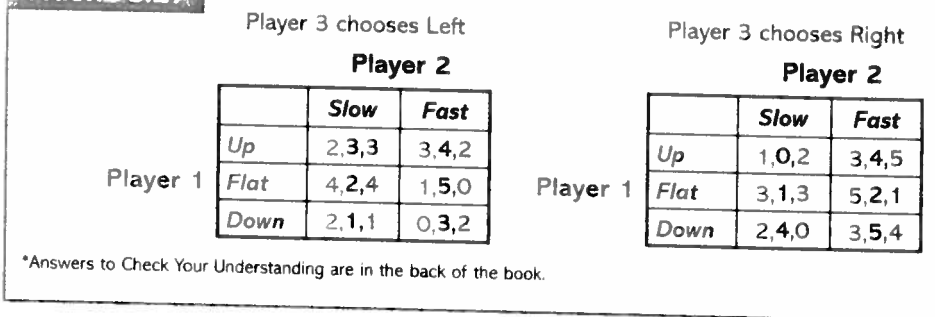 Player 3 chooses Left
Player 2
Slow Fast
Up 2,3,3 3,4,2
Player 1 Flat 4,2,4 1,5,0
Down 2,1,1 0,3,2
Player 3 chooses Right
Player 2
Slow Fast
Up 1,0,2 3,4,5
Player 1 Flat 3,1,3 5,2,1
Down 2,4,0 3,5,4
*Answers to Check Your Understanding are in the back of the book.